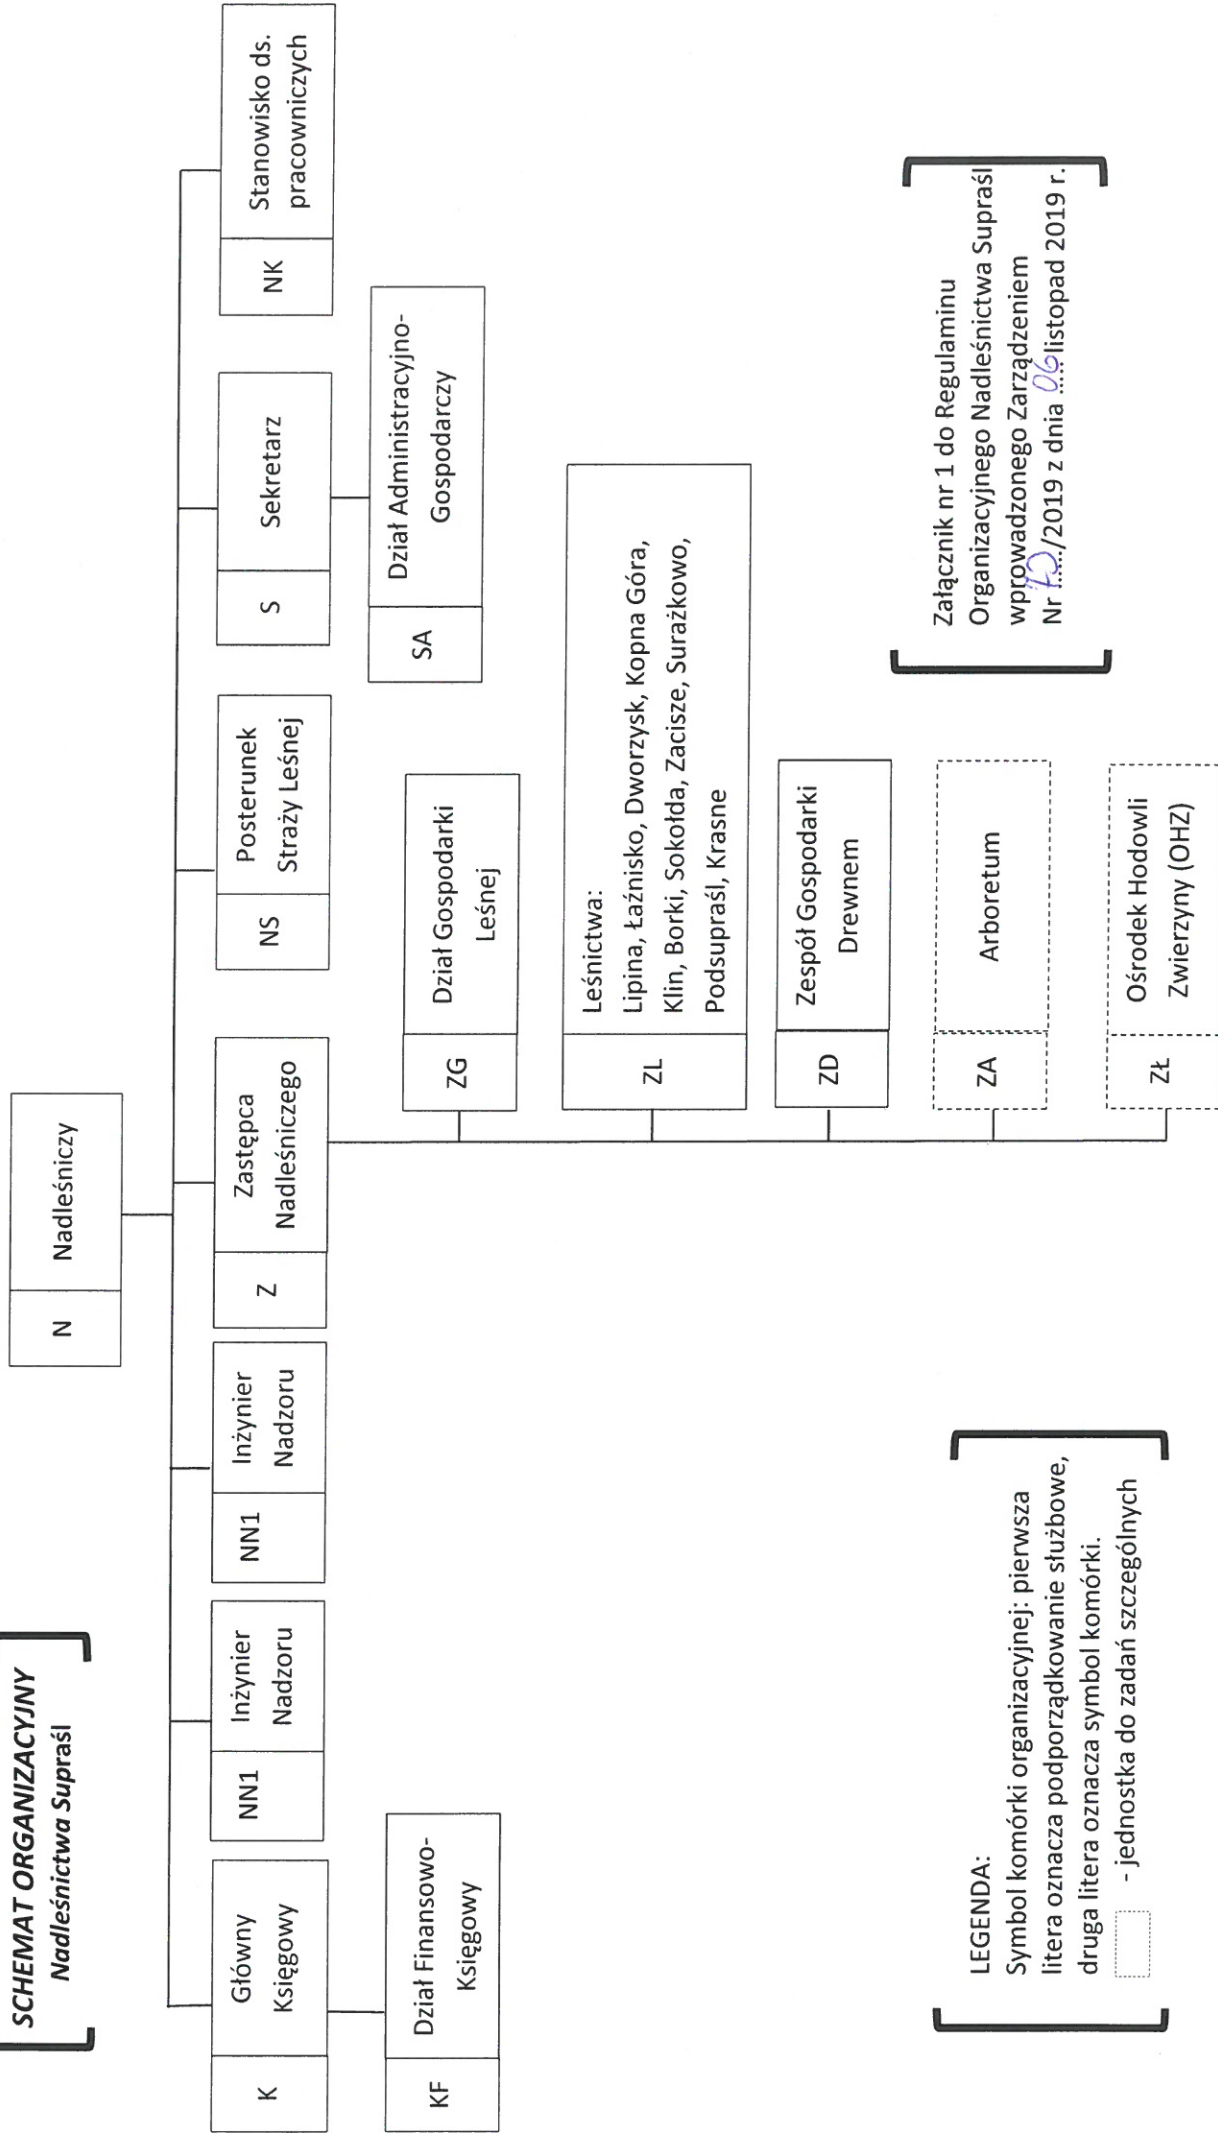 SCHEMAT ORGANIZACYJNY
Nadleśnictwa Supraśl
N
Nadleśniczy
K
Główny
Księgowy
NN1
Inżynier
Nadzoru
NN1
Inżynier
Nadzoru
Z
Zastępca
Nadleśniczego
NS
Posterunek
Straży Leśnej
S
Sekretarz
NK
Stanowisko ds.
pracowniczych
KF
Dział Finansowo-
Księgowy
SA
Dział Administracyjno-
Gospodarczy
ZG
Dział Gospodarki
Leśnej
ZL
Leśnictwa:
Lipina, Łaźnisko, Dworzysk, Kopna Góra,
Klin, Borki, Sokołda, Zacisze, Surażkowo,
Podsupraśl, Krasne
ZD
Zespół Gospodarki
Drewnem
ZA
Arboretum
ZŁ
Ośrodek Hodowli
Zwierzyny (OHZ)
LEGENDA:
Symbol komórki organizacyjnej: pierwsza
litera oznacza podporządkowanie służbowe,
druga litera oznacza symbol komórki.
- jednostka do zadań szczególnych
Załącznik nr 1 do Regulaminu
Organizacyjnego Nadleśnictwa Supraśl
wprowadzonego Zarządzeniem
Nr ...../2019 z dnia 06 listopad 2019 r.